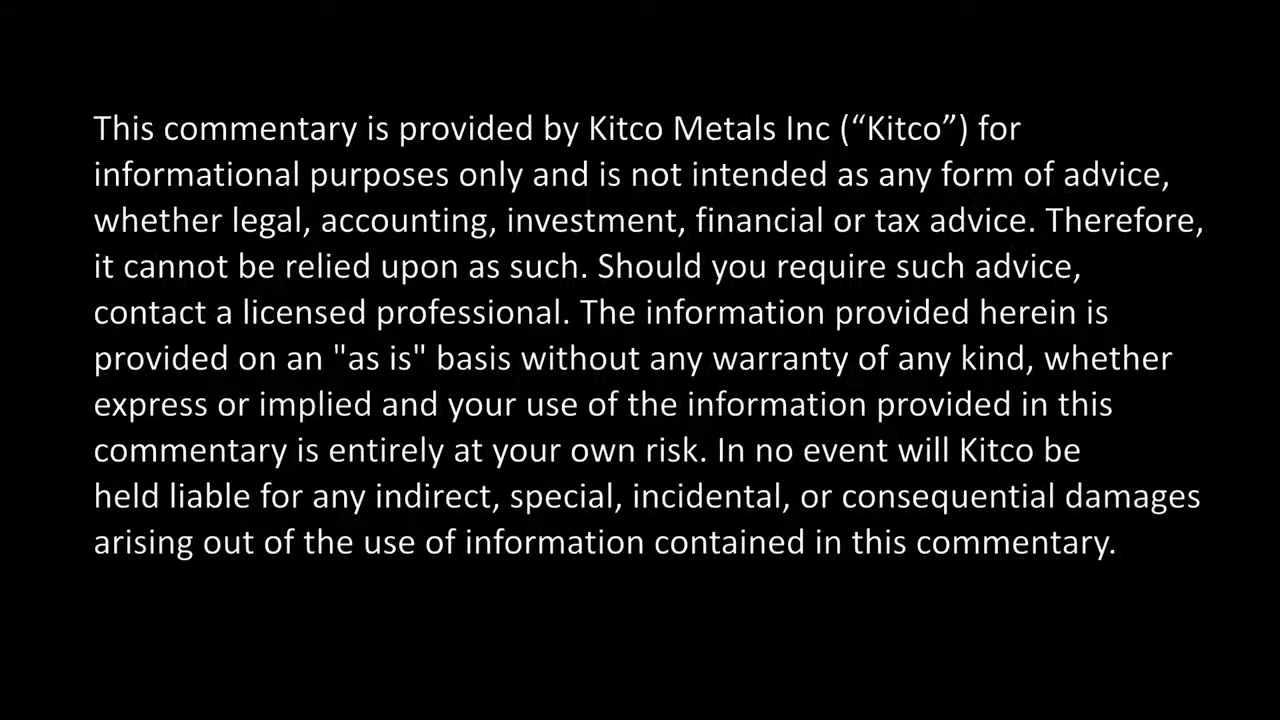 This commentary is provided by Kitco Metals Inc (“Kitco”) for
informational purposes only and is not intended as any form of advice,
whether legal, accounting, investment, financial or tax advice. Therefore,
it cannot be relied upon as such. Should you require such advice,
contact a licensed professional. The information provided herein is
provided on an "as is" basis without any warranty of any kind, whether
express or implied and your use of the information provided in this
commentary is entirely at your own risk. In no event will Kitco be
held liable for any indirect, special, incidental, or consequential damages
arising out of the use of information contained in this commentary.